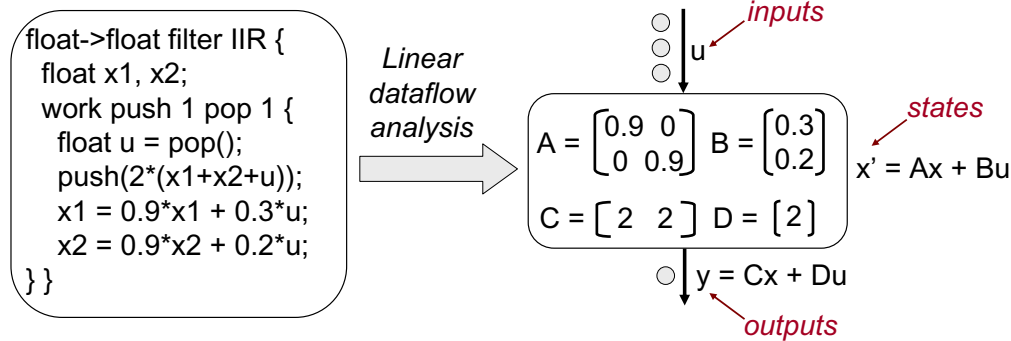 float->float filter IIR {
float x1, x2;
work push 1 pop 1 {
float u = pop();
push(2*(x1+x2+u));
x1 = 0.9*x1 + 0.3*u;
x2 = 0.9*x2 + 0.2*u;
} }
Linear
dataflow
analysis
inputs
u
states
A = [0.9 0
0 0.9] B = [0.3
0.2]
x' = Ax + Bu
C = [2 2] D = [2]
y = Cx + Du
outputs